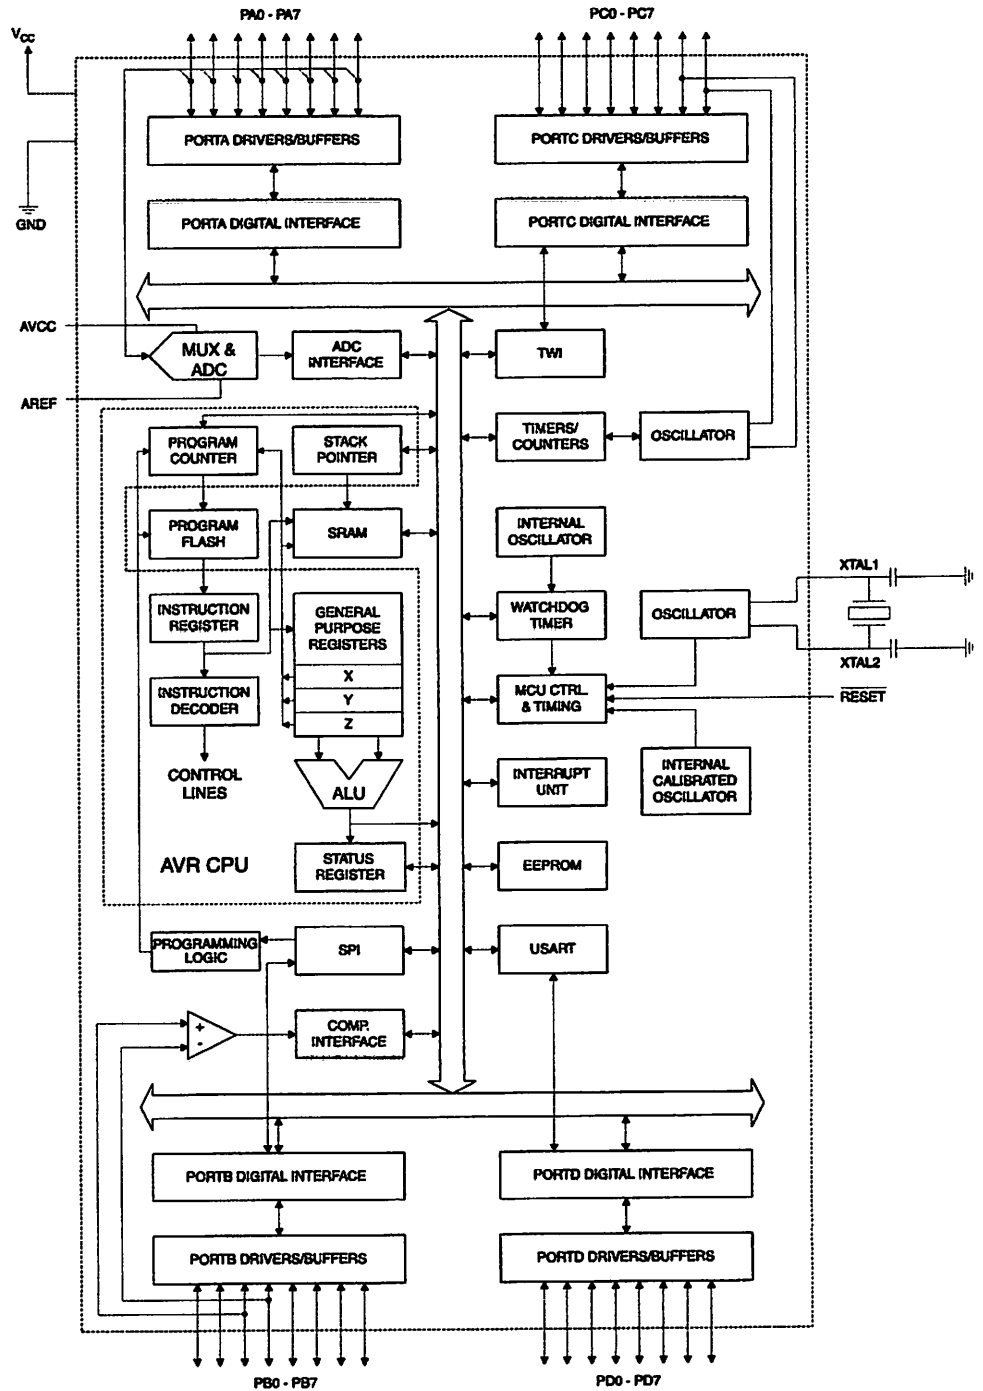 PA0 - PA7
PC0 - PC7
VCC
PORTA DRIVERS/BUFFERS
PORTC DRIVERS/BUFFERS
GND
PORTA DIGITAL INTERFACE
PORTC DIGITAL INTERFACE
AVCC
MUX &
ADC
ADC
INTERFACE
TWI
AREF
PROGRAM
COUNTER
STACK
POINTER
TIMERS/
COUNTERS
OSCILLATOR
PROGRAM
FLASH
SRAM
INTERNAL
OSCILLATOR
XTAL1
INSTRUCTION
REGISTER
GENERAL
PURPOSE
REGISTERS
WATCHDOG
TIMER
OSCILLATOR
XTAL2
X
Y
Z
INSTRUCTION
DECODER
MCU CTRL.
& TIMING
RESET
CONTROL
LINES
ALU
INTERRUPT
UNIT
INTERNAL
CALIBRATED
OSCILLATOR
AVR CPU
STATUS
REGISTER
EEPROM
PROGRAMMING
LOGIC
SPI
USART
+
-
COMP.
INTERFACE
PORTB DIGITAL INTERFACE
PORTD DIGITAL INTERFACE
PORTB DRIVERS/BUFFERS
PORTD DRIVERS/BUFFERS
PB0 - PB7
PD0 - PD7